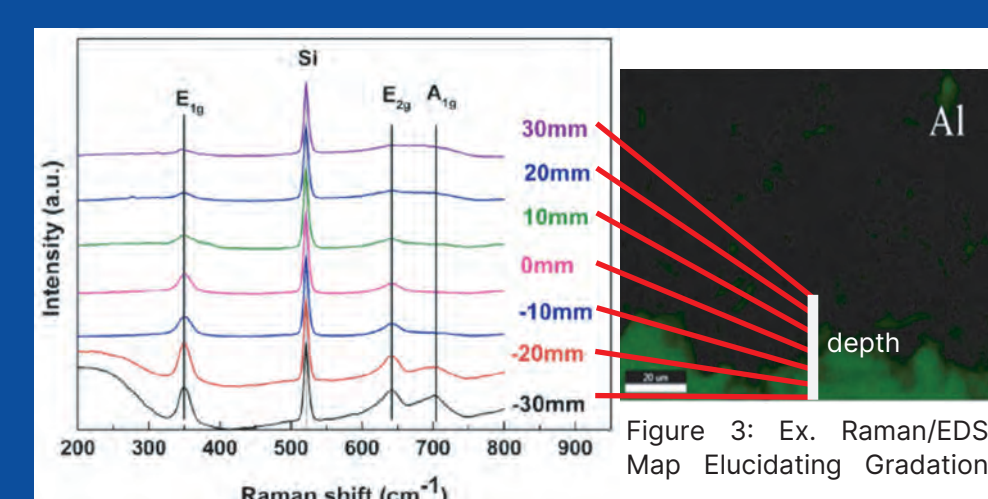 Si
E1g
E2g A1g
30mm
20mm
10mm
0mm
-10mm
-20mm
-30mm
Intensity (a.u.)
200 300 400 500 600 700 800 900
Raman shift (cm-1)
Al
depth
20 um
Figure 3: Ex. Raman/EDS
Map Elucidating Gradation